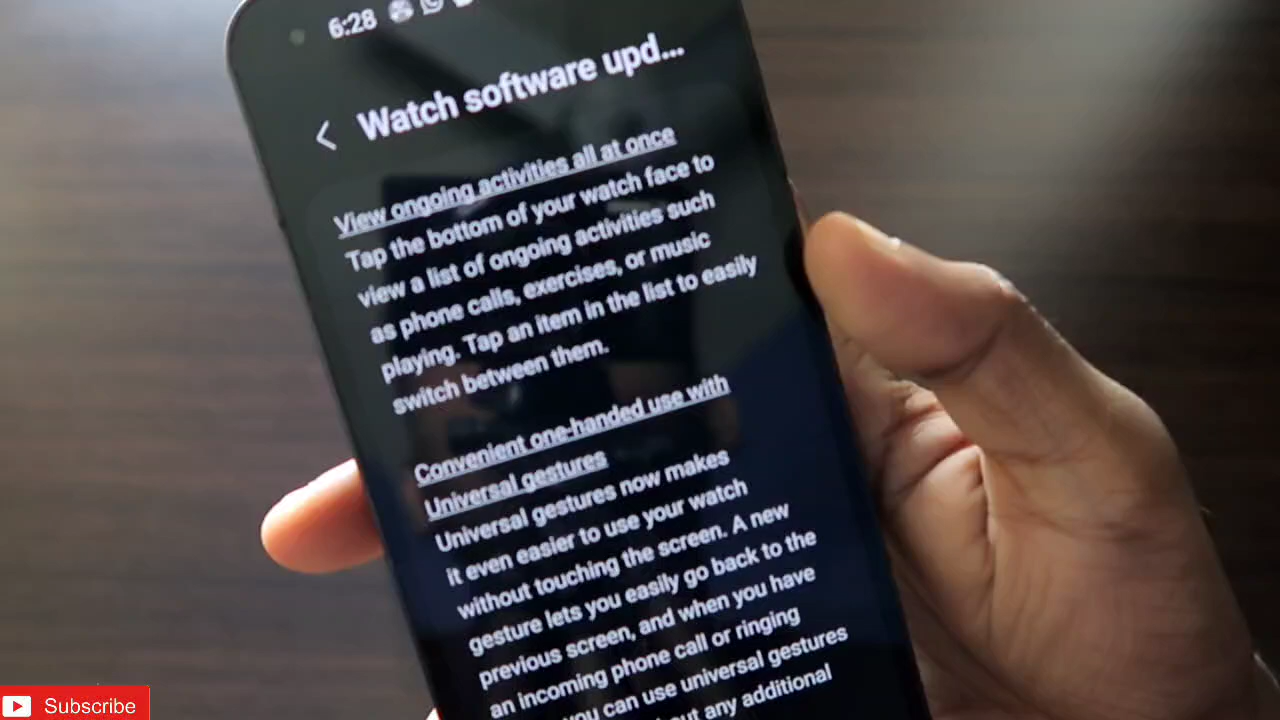 6:28
Watch software upd...
View ongoing activities all at once
Tap the bottom of your watch face to
view a list of ongoing activities such
as phone calls, exercises, or music
playing. Tap an item in the list to easily
switch between them.
Convenient one-handed use with
Universal gestures
Universal gestures now makes
it even easier to use your watch
without touching the screen. A new
gesture lets you easily go back to the
previous screen, and when you have
an incoming phone call or ringing
you can use universal gestures
any additional
Subscribe